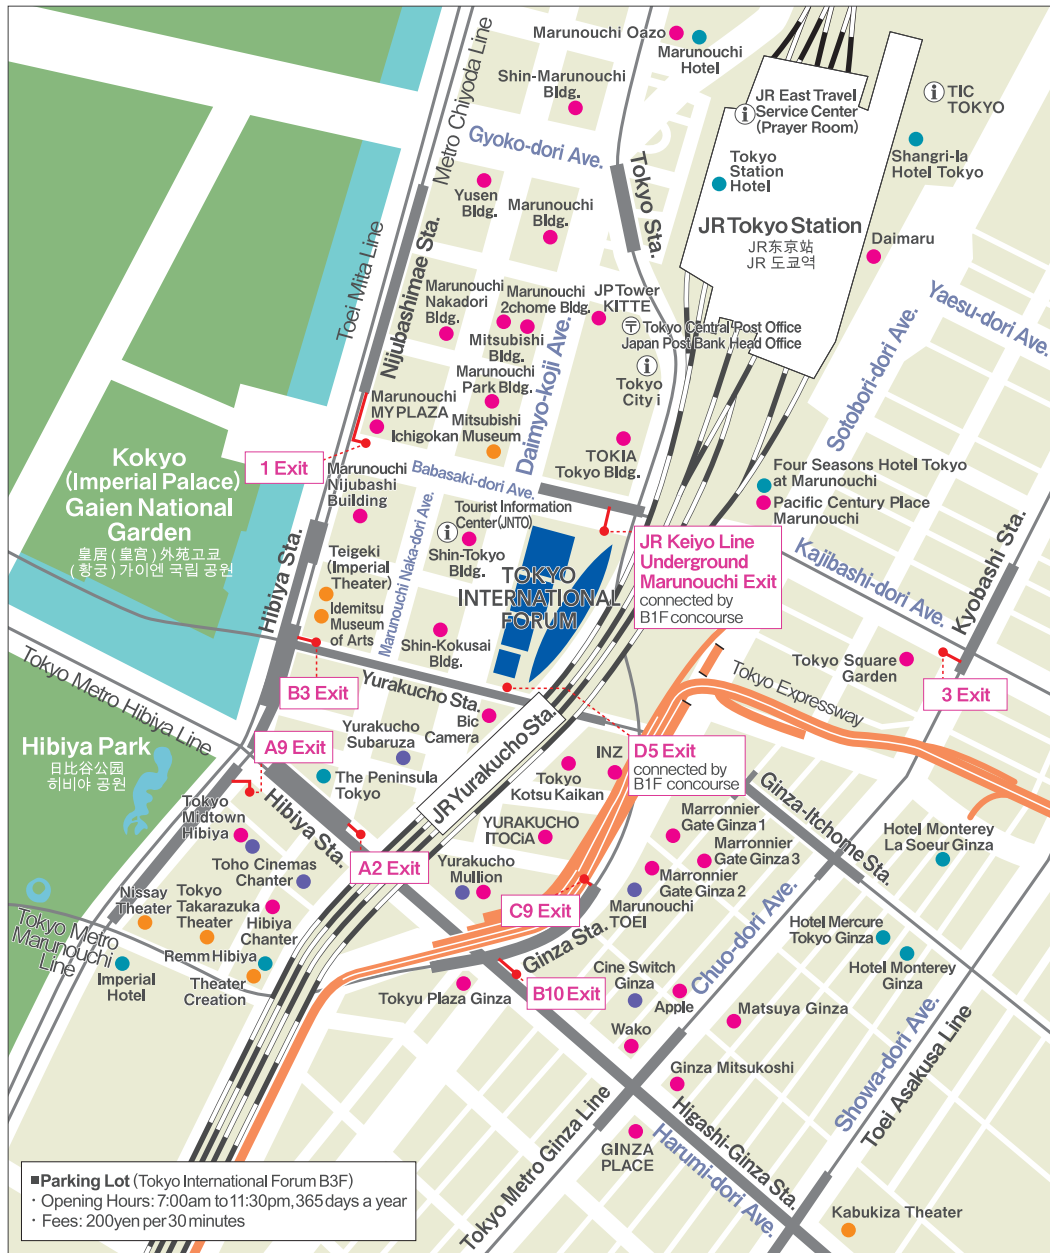 Marunouchi Oazo
Marunouchi
Hotel
Shin-Marunouchi
Bldg.
Metro Chiyoda Line
Gyoko-dori Ave.
JR East Travel
Service Center
(Prayer Room)
TIC
TOKYO
Tokyo
Station
Hotel
Shangri-la
Hotel Tokyo
Yusen
Bldg.
Marunouchi
Bldg.
Tokyo Sta.
JR Tokyo Station
JR东京站
JR 도쿄역
Daimaru
Toei Mita Line
Nijubashimae Sta.
Marunouchi
Nakadori
Bldg.
Marunouchi
2chome Bldg.
JP Tower
KITTE
Mitsubishi
Bldg.
Tokyo Central Post Office
Japan Post Bank Head Office
Yaesu-dori Ave.
Sotobori-dori Ave.
Daimyo-koji Ave.
Marunouchi
Park Bldg.
Tokyo
City i
Marunouchi
MY PLAZA
Mitsubishi
Ichigokan Museum
TOKIA
Tokyo Bldg.
1 Exit
Kokyo
(Imperial Palace)
Gaien National
Garden
皇居 ( 皇宫 ) 外苑고쿄
( 황궁 ) 가이엔 국립 공원
Marunouchi
Nijubashi
Building
Babasaki-dori Ave.
Four Seasons Hotel Tokyo
at Marunouchi
Pacific Century Place
Marunouchi
Tourist Information
Center(JNTO)
Shin-Tokyo
Bldg.
Marunouchi Naka-dori Ave.
Hibiya Sta.
Teigeki
(Imperial
Theater)
Idemitsu
Museum
of Arts
TOKYO
INTERNATIONAL
FORUM
JR Keiyo Line
Underground
Marunouchi Exit
connected by
B1F concourse
Kajibashi-dori Ave.
Kyobashi Sta.
Shin-Kokusai
Bldg.
Tokyo Square
Garden
3 Exit
Tokyo Metro Hibiya Line
B3 Exit
Yurakucho Sta.
Tokyo Expressway
Bic
Camera
Yurakucho
Subaruza
JR Yurakucho Sta.
Hibiya Park
日比谷公园
히비야 공원
A9 Exit
The Peninsula
Tokyo
INZ
Tokyo
Kotsu Kaikan
D5 Exit
connected by
B1F concourse
Ginza-Itchome Sta.
Hibiya Sta.
Tokyo
Midtown
Hibiya
Toho Cinemas
Chanter
YURAKUCHO
ITOCiA
Marronnier
Gate Ginza 1
Marronnier
Gate Ginza 3
Marronnier
Gate Ginza 2
Hotel Monterey
La Soeur Ginza
A2 Exit
Yurakucho
Mullion
Nissay
Theater
Tokyo
Takarazuka
Theater
Hibiya
Chanter
C9 Exit
Marunouchi
TOEI
Ginza Sta.
Chuo-dori Ave.
Hotel Mercure
Tokyo Ginza
Hotel Monterey
Ginza
Tokyo Metro
Marunouchi
Line
Imperial
Hotel
Remm Hibiya
Theater
Creation
Tokyu Plaza Ginza
B10 Exit
Cine Switch
Ginza
Apple
Matsuya Ginza
Wako
Ginza Mitsukoshi
Showa-dori Ave.
Toei Asakusa Line
Tokyo Metro Ginza Line
GINZA
PLACE
Higashi-Ginza Sta.
Harumi-dori Ave.
Kabukiza Theater
■Parking Lot (Tokyo International Forum B3F)
・Opening Hours: 7:00am to 11:30pm, 365 days a year
・Fees: 200yen per 30 minutes